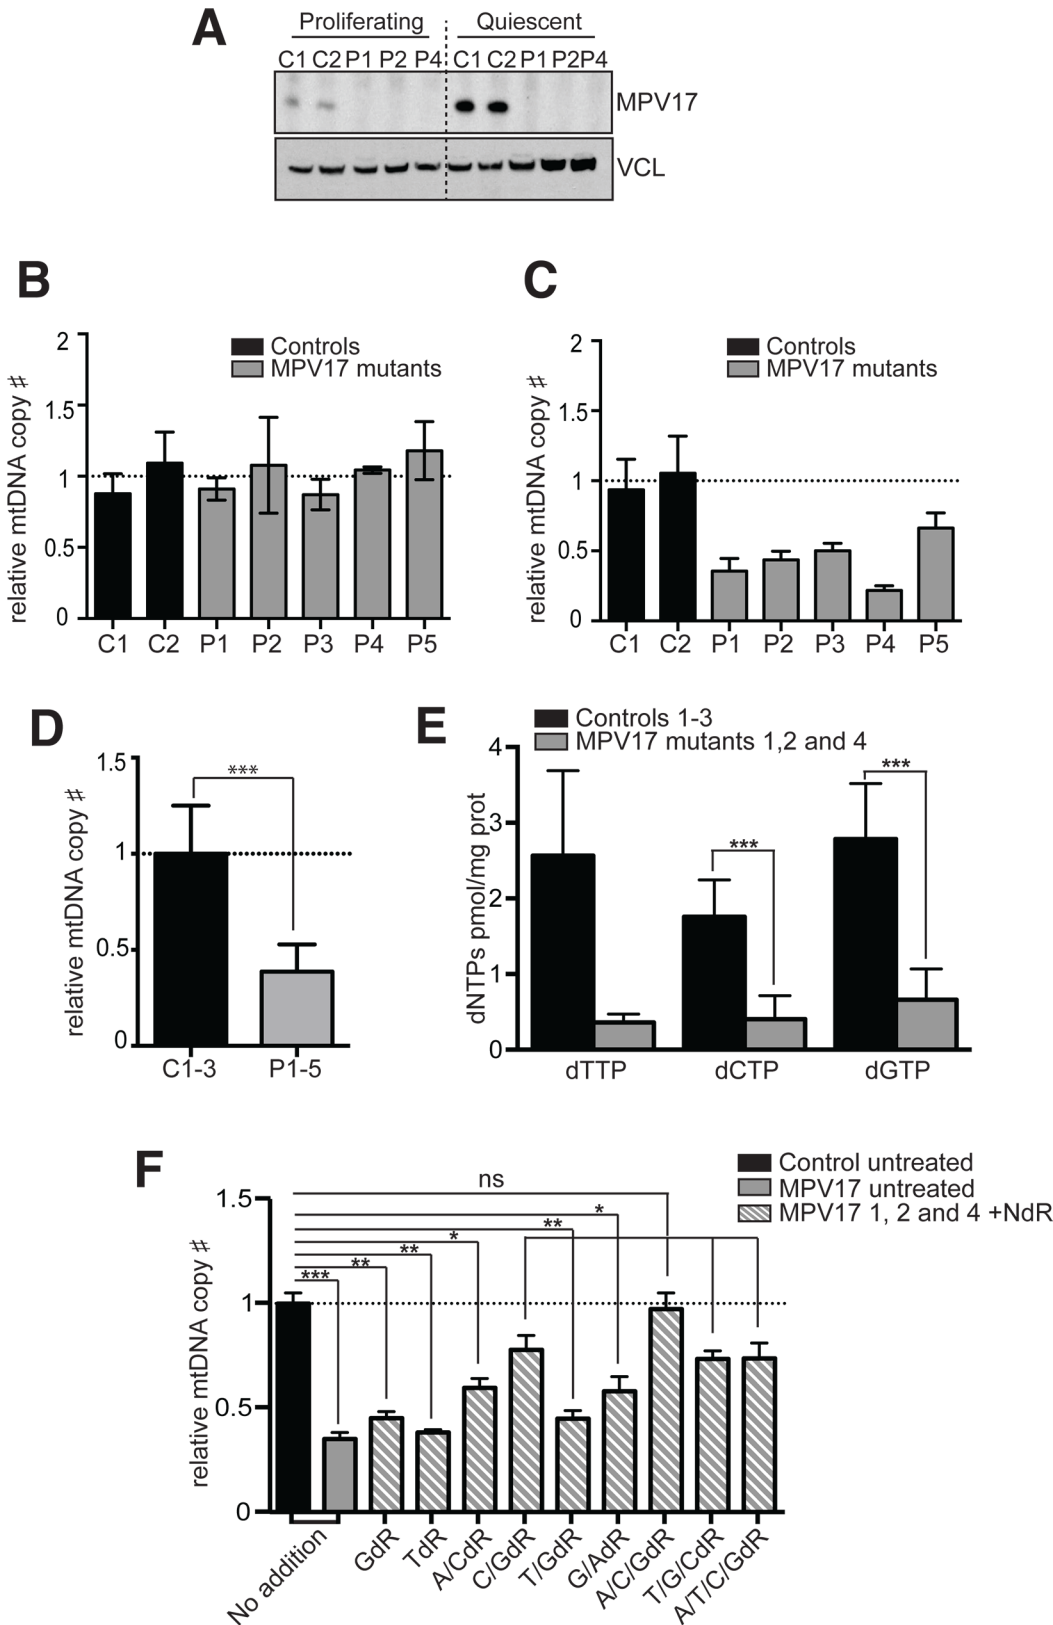 A
Proliferating Quiescent
C1 C2 P1 P2 P4 C1 C2 P1 P2 P4
MPV17
VCL
B
Controls
MPV17 mutants
relative mtDNA copy #
2
1.5
1
0.5
0
C1 C2 P1 P2 P3 P4 P5
C
Controls
MPV17 mutants
relative mtDNA copy #
2
1.5
1
0.5
0
C1 C2 P1 P2 P3 P4 P5
D
relative mtDNA copy #
1.5
1
0.5
0
***
C1-3 P1-5
E
Controls 1-3
MPV17 mutants 1,2 and 4
dNTPs pmol/mg prot
4
3
2
1
0
***
***
dTTP dCTP dGTP
F
Control untreated
MPV17 untreated
MPV17 1, 2 and 4 +NdR
relative mtDNA copy #
1.5
1
0.5
0
ns
*
**
*
**
**
***
No addition
GdR
TdR
A/CdR
C/GdR
T/GdR
G/AdR
A/C/GdR
T/G/CdR
A/T/C/GdR